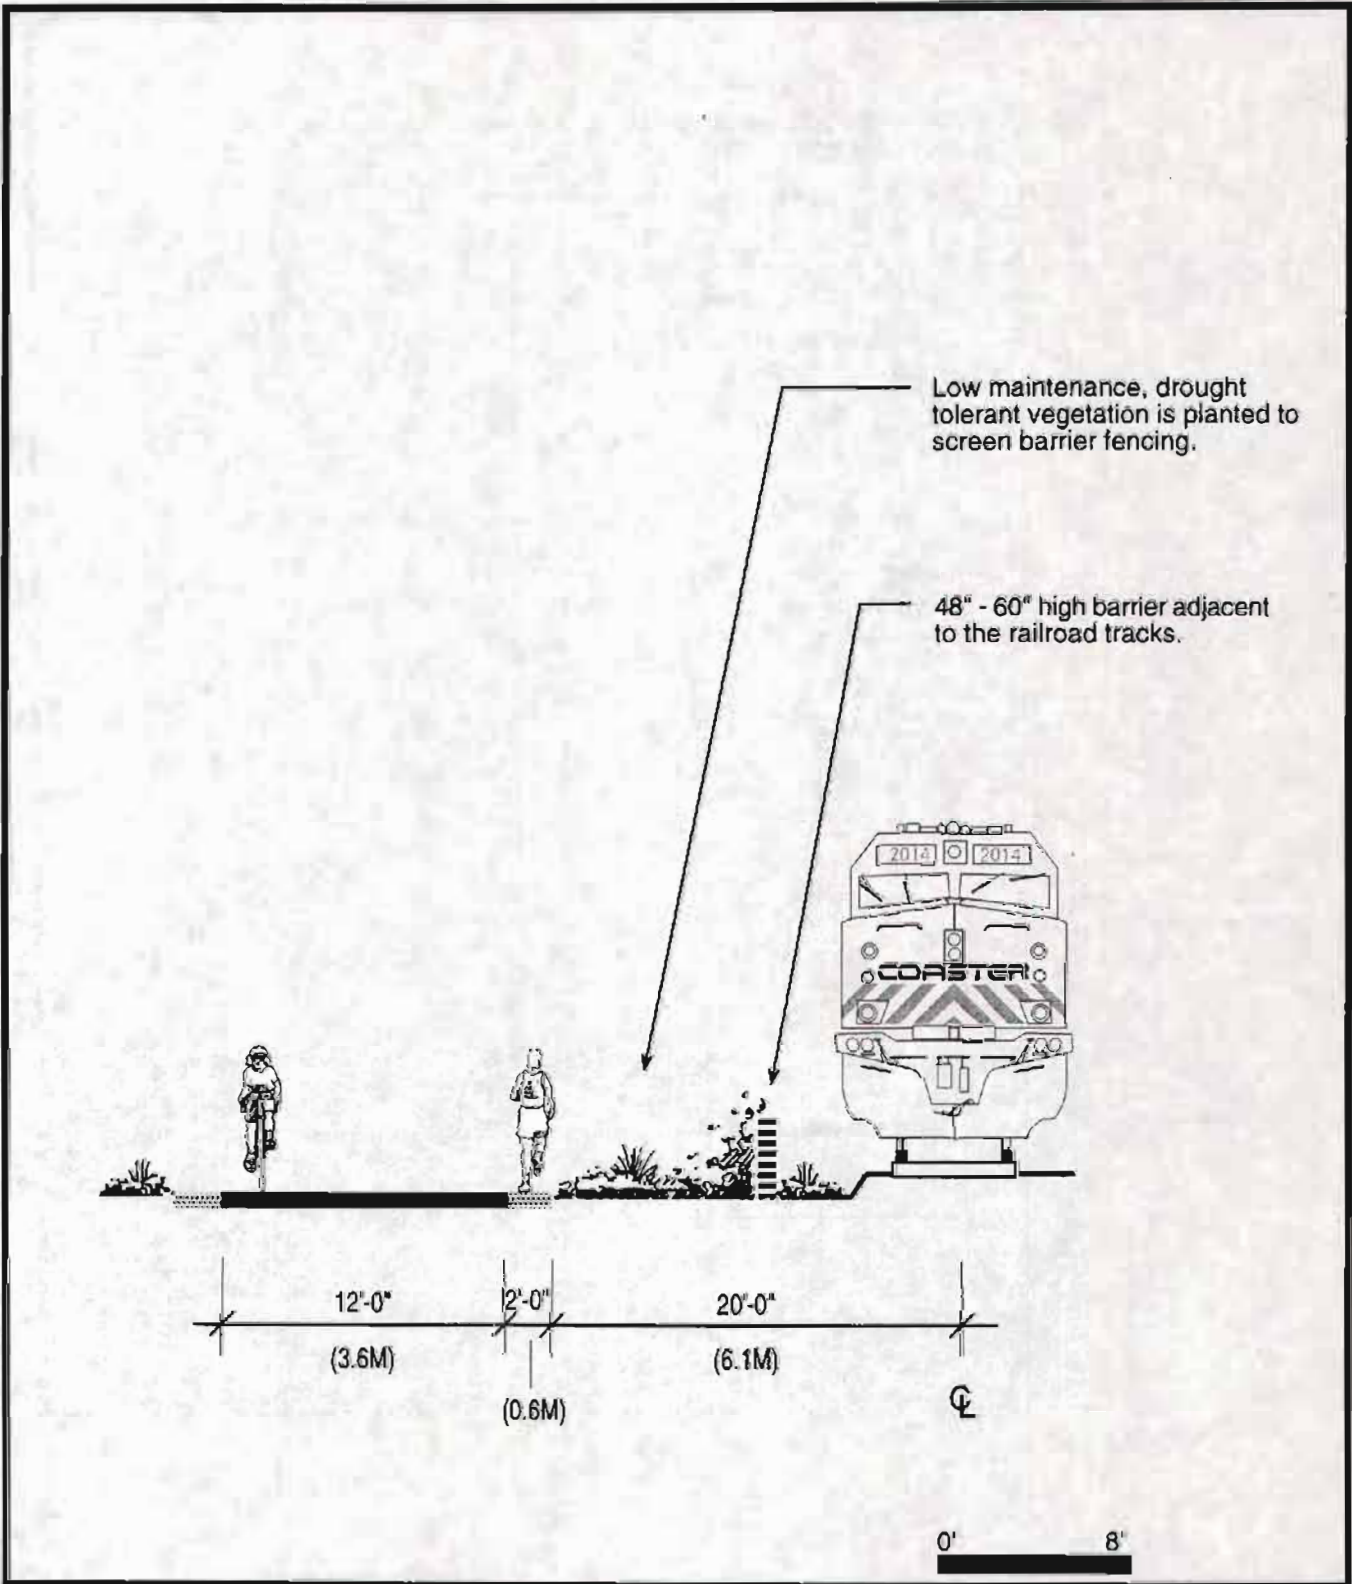 Low maintenance, drought
tolerant vegetation is planted to
screen barrier fencing.
48" - 60" high barrier adjacent
to the railroad tracks.
2014 2014
COASTER
12'-0" 2'-0" 20'-0"
(3.6M) (6.1M)
(0.6M)
℄
0' 8'